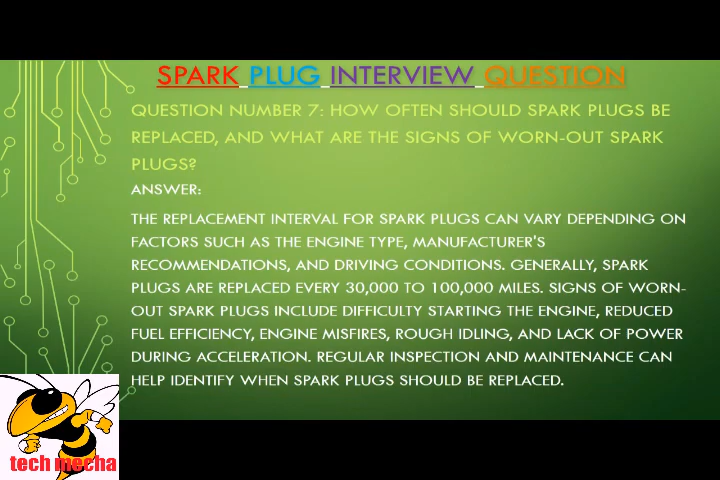 SPARK PLUG INTERVIEW QUESTION
QUESTION NUMBER 7: HOW OFTEN SHOULD SPARK PLUGS BE
REPLACED, AND WHAT ARE THE SIGNS OF WORN-OUT SPARK
PLUGS?
ANSWER:
THE REPLACEMENT INTERVAL FOR SPARK PLUGS CAN VARY DEPENDING ON
FACTORS SUCH AS THE ENGINE TYPE, MANUFACTURER'S
RECOMMENDATIONS, AND DRIVING CONDITIONS. GENERALLY, SPARK
PLUGS ARE REPLACED EVERY 30,000 TO 100,000 MILES. SIGNS OF WORN-
OUT SPARK PLUGS INCLUDE DIFFICULTY STARTING THE ENGINE, REDUCED
FUEL EFFICIENCY, ENGINE MISFIRES, ROUGH IDLING, AND LACK OF POWER
DURING ACCELERATION. REGULAR INSPECTION AND MAINTENANCE CAN
HELP IDENTIFY WHEN SPARK PLUGS SHOULD BE REPLACED.
tech mecha